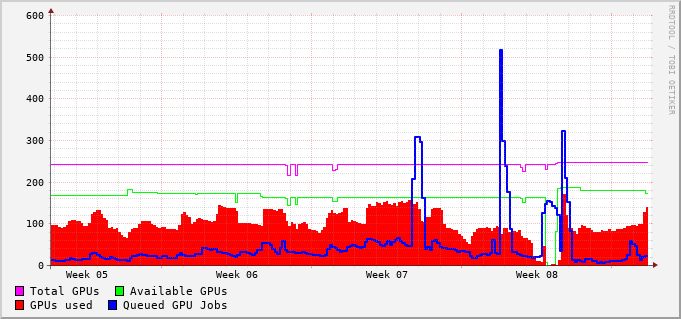 600
500
400
300
200
100
0
Week 05 Week 06 Week 07 Week 08
Total GPUs Available GPUs
GPUs used Queued GPU Jobs
RRDTOOL / TOBI OETIKER